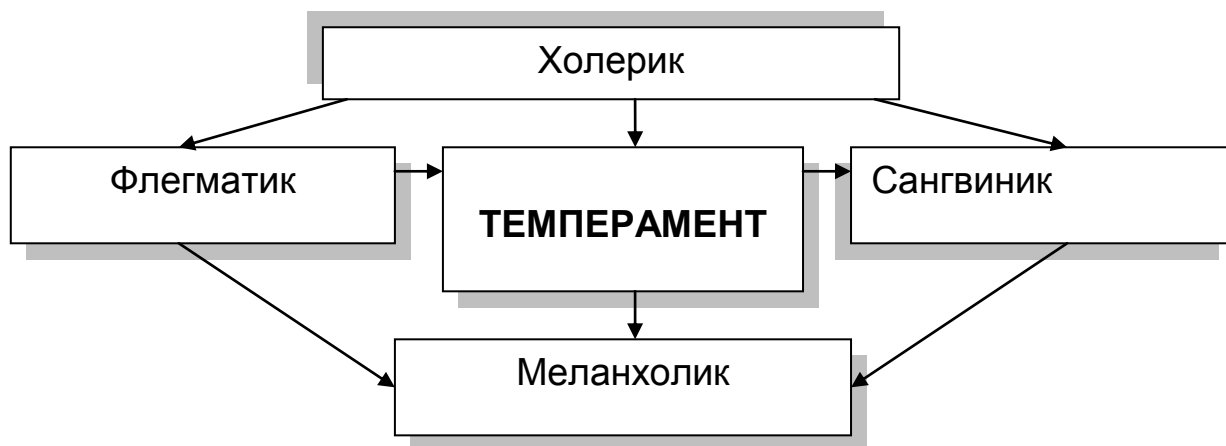 Холерик
Флегматик
ТЕМПЕРАМЕНТ
Сангвиник
Меланхолик